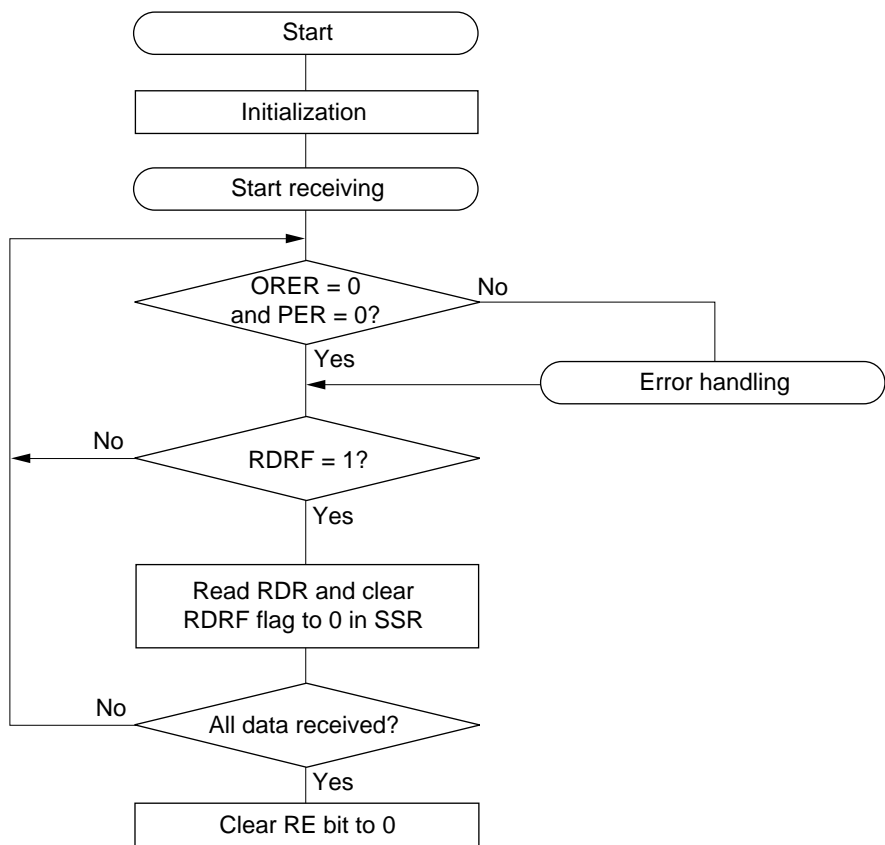 Start
Initialization
Start receiving
ORER = 0
and PER = 0?
No
Yes
Error handling
No
RDRF = 1?
Yes
Read RDR and clear
RDRF flag to 0 in SSR
No
All data received?
Yes
Clear RE bit to 0